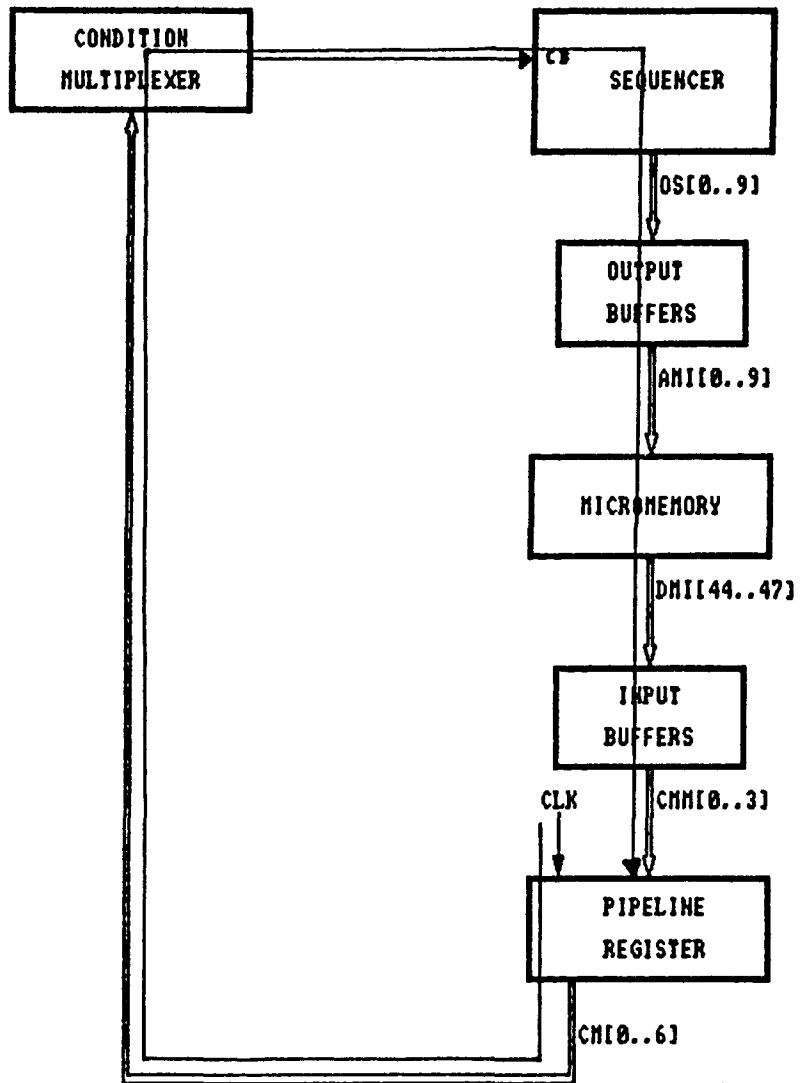 CONDITION
MULTIPLEXER
CB
SEQUENCER
OS[0..9]
OUTPUT
BUFFERS
AMI[0..9]
MICROMEMORY
DMI[44..47]
INPUT
BUFFERS
CLK
CMM[0..3]
PIPELINE
REGISTER
CM[0..6]